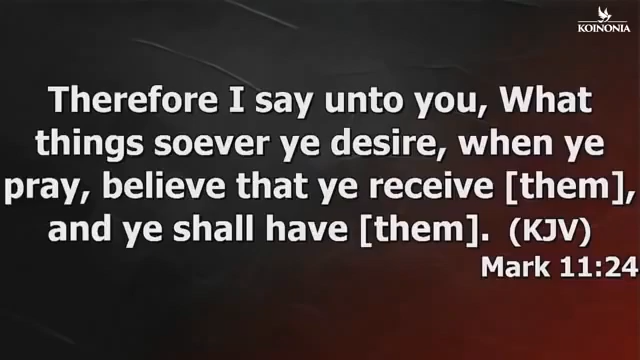 KOINONIA
Therefore I say unto you, What
things soever ye desire, when ye
pray, believe that ye receive [them],
and ye shall have [them]. (KJV)
Mark 11:24